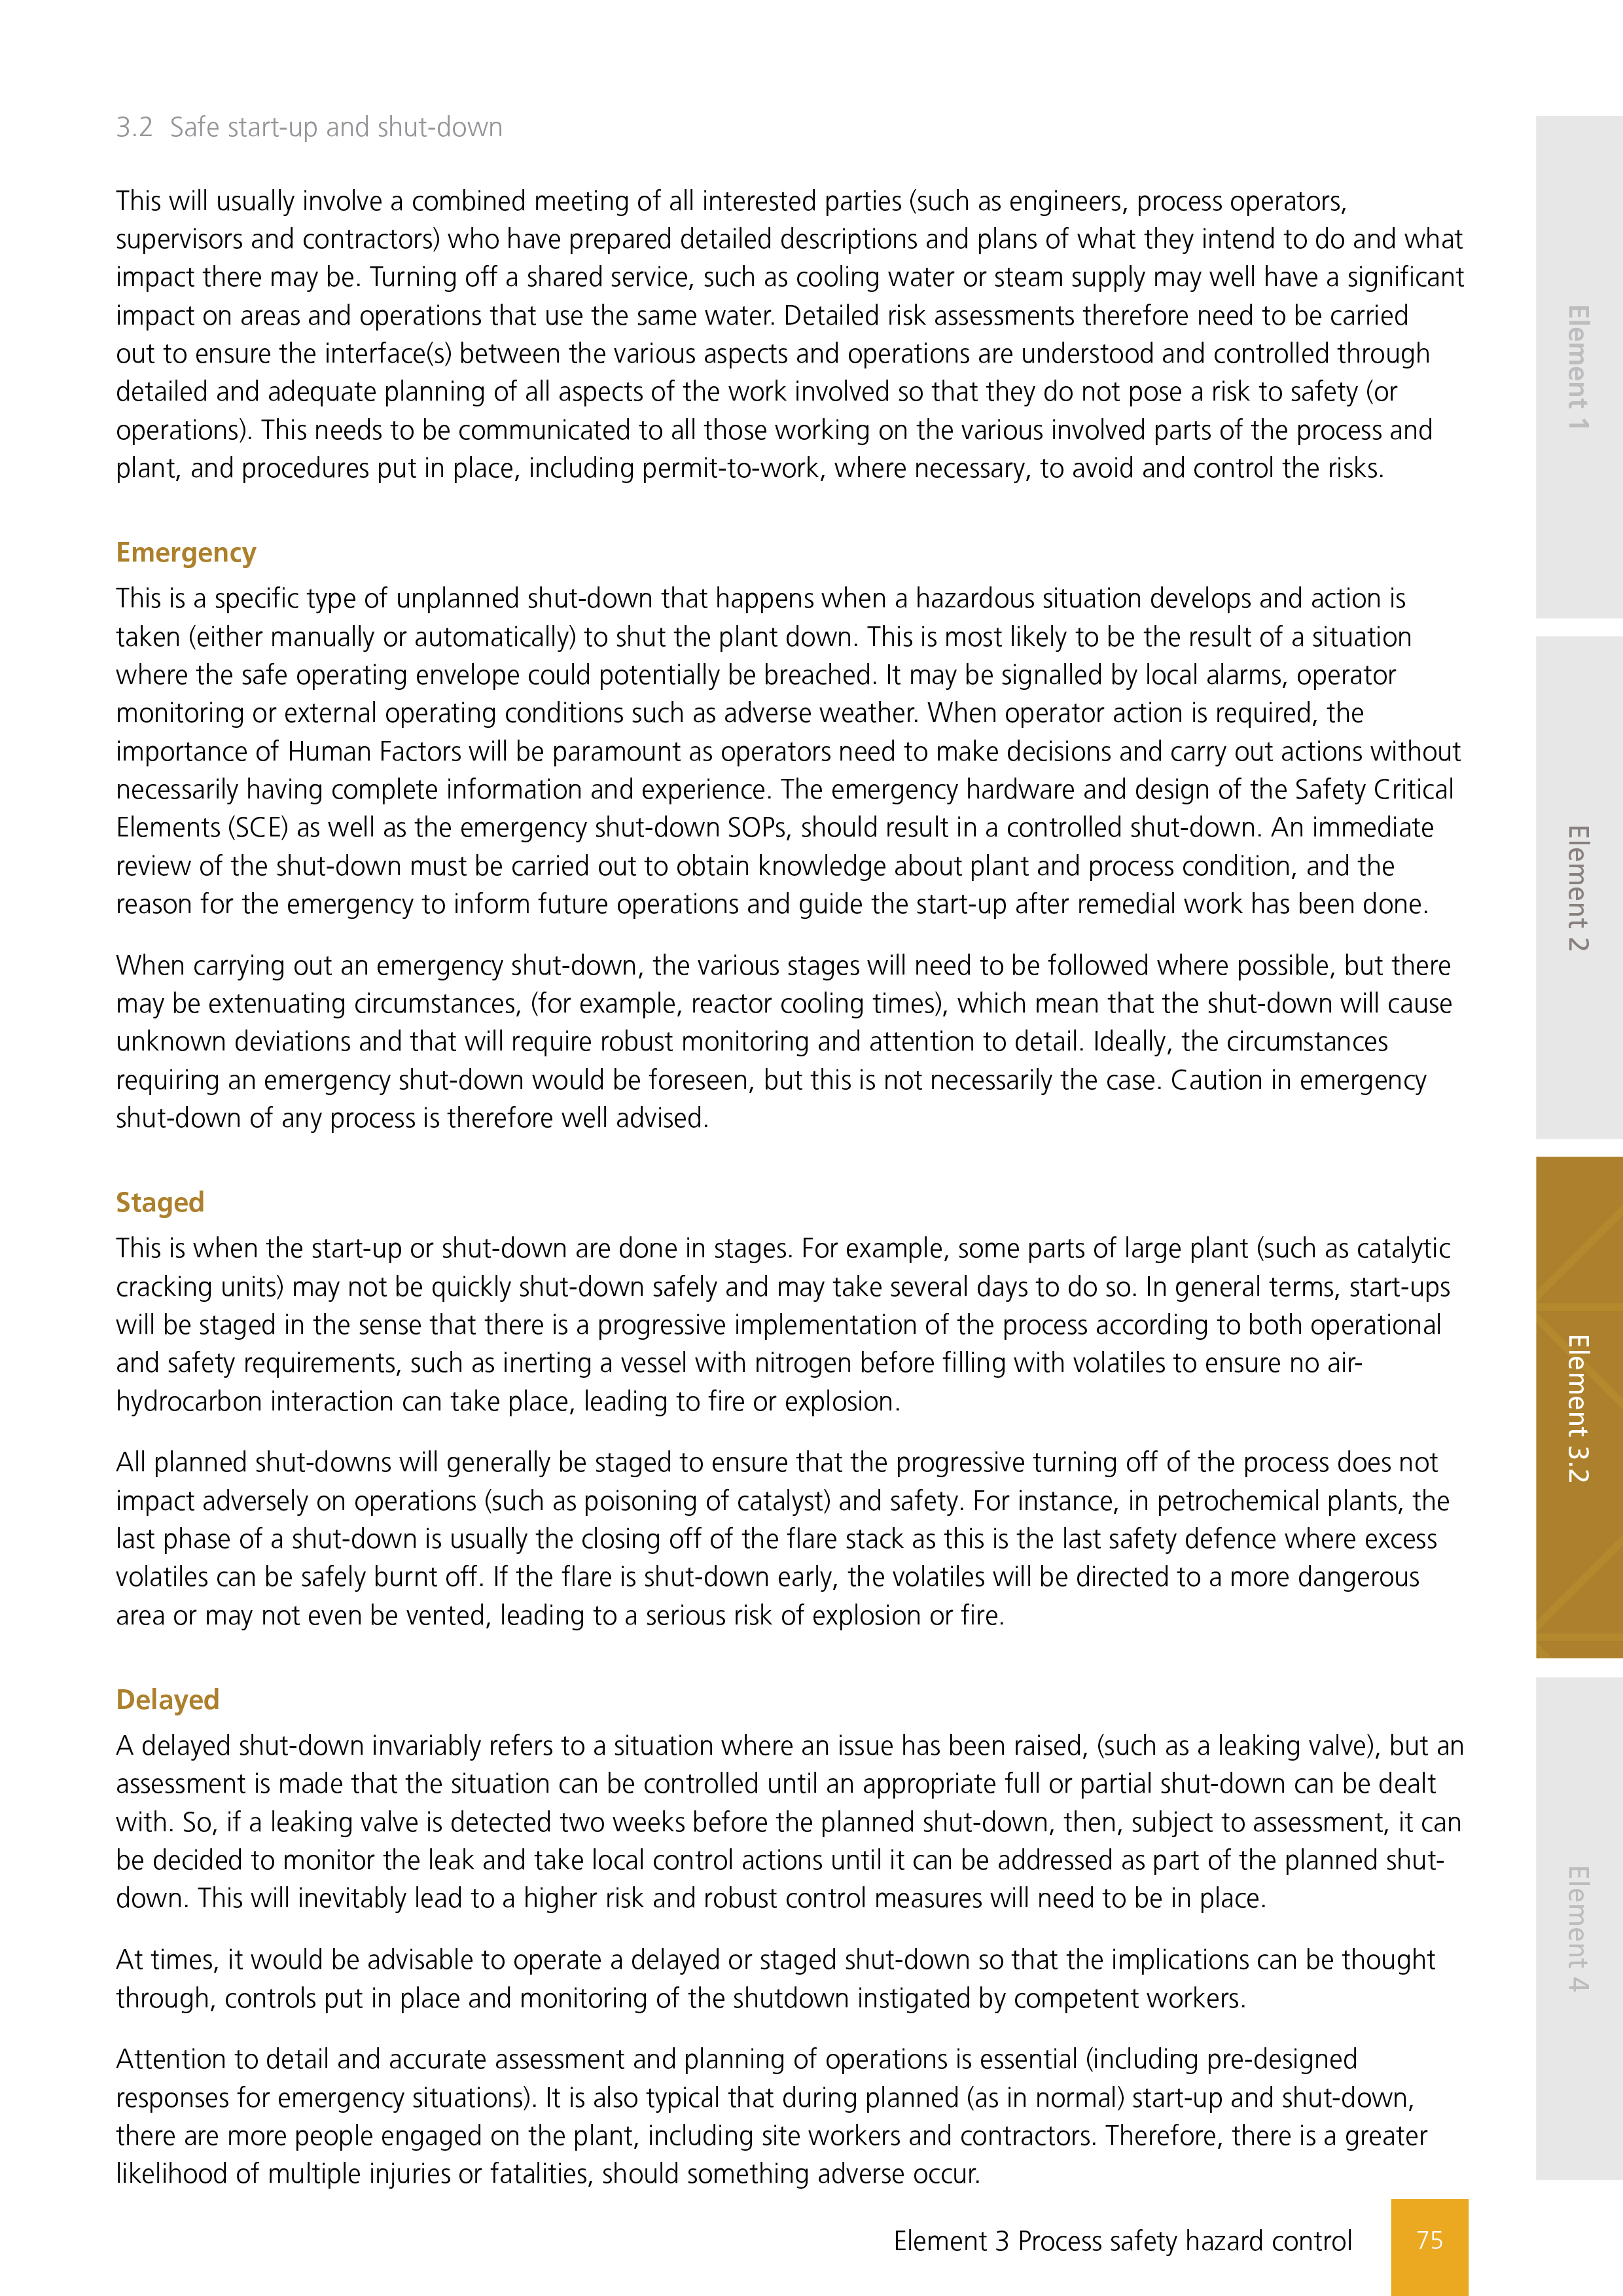 3.2 Safe start-up and shut-down
This will usually involve a combined meeting of all interested parties (such as engineers, process operators,
supervisors and contractors) who have prepared detailed descriptions and plans of what they intend to do and what
impact there may be. Turning off a shared service, such as cooling water or steam supply may well have a significant
impact on areas and operations that use the same water. Detailed risk assessments therefore need to be carried
out to ensure the interface(s) between the various aspects and operations are understood and controlled through
detailed and adequate planning of all aspects of the work involved so that they do not pose a risk to safety (or
operations). This needs to be communicated to all those working on the various involved parts of the process and
plant, and procedures put in place, including permit-to-work, where necessary, to avoid and control the risks.
Emergency
This is a specific type of unplanned shut-down that happens when a hazardous situation develops and action is
taken (either manually or automatically) to shut the plant down. This is most likely to be the result of a situation
where the safe operating envelope could potentially be breached. It may be signalled by local alarms, operator
monitoring or external operating conditions such as adverse weather. When operator action is required, the
importance of Human Factors will be paramount as operators need to make decisions and carry out actions without
necessarily having complete information and experience. The emergency hardware and design of the Safety Critical
Elements (SCE) as well as the emergency shut-down SOPs, should result in a controlled shut-down. An immediate
review of the shut-down must be carried out to obtain knowledge about plant and process condition, and the
reason for the emergency to inform future operations and guide the start-up after remedial work has been done.
When carrying out an emergency shut-down, the various stages will need to be followed where possible, but there
may be extenuating circumstances, (for example, reactor cooling times), which mean that the shut-down will cause
unknown deviations and that will require robust monitoring and attention to detail. Ideally, the circumstances
requiring an emergency shut-down would be foreseen, but this is not necessarily the case. Caution in emergency
shut-down of any process is therefore well advised.
Staged
This is when the start-up or shut-down are done in stages. For example, some parts of large plant (such as catalytic
cracking units) may not be quickly shut-down safely and may take several days to do so. In general terms, start-ups
will be staged in the sense that there is a progressive implementation of the process according to both operational
and safety requirements, such as inerting a vessel with nitrogen before filling with volatiles to ensure no air-
hydrocarbon interaction can take place, leading to fire or explosion.
All planned shut-downs will generally be staged to ensure that the progressive turning off of the process does not
impact adversely on operations (such as poisoning of catalyst) and safety. For instance, in petrochemical plants, the
last phase of a shut-down is usually the closing off of the flare stack as this is the last safety defence where excess
volatiles can be safely burnt off. If the flare is shut-down early, the volatiles will be directed to a more dangerous
area or may not even be vented, leading to a serious risk of explosion or fire.
Delayed
A delayed shut-down invariably refers to a situation where an issue has been raised, (such as a leaking valve), but an
assessment is made that the situation can be controlled until an appropriate full or partial shut-down can be dealt
with. So, if a leaking valve is detected two weeks before the planned shut-down, then, subject to assessment, it can
be decided to monitor the leak and take local control actions until it can be addressed as part of the planned shut-
down. This will inevitably lead to a higher risk and robust control measures will need to be in place.
At times, it would be advisable to operate a delayed or staged shut-down so that the implications can be thought
through, controls put in place and monitoring of the shutdown instigated by competent workers.
Attention to detail and accurate assessment and planning of operations is essential (including pre-designed
responses for emergency situations). It is also typical that during planned (as in normal) start-up and shut-down,
there are more people engaged on the plant, including site workers and contractors. Therefore, there is a greater
likelihood of multiple injuries or fatalities, should something adverse occur.
Element 3 Process safety hazard control
75
Element 1
Element 2
Element 3.2
Element 4